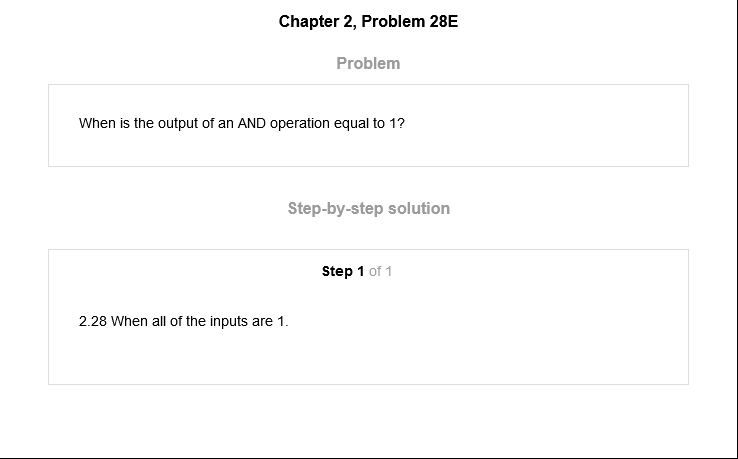 Chapter 2, Problem 28E
Problem
When is the output of an AND operation equal to 1?
Step-by-step solution
Step 1 of 1
2.28 When all of the inputs are 1.